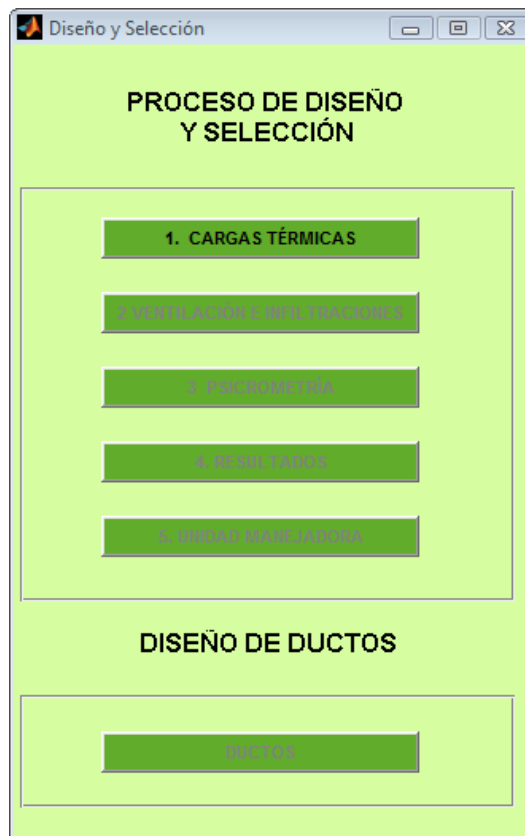 Diseño y Selección
PROCESO DE DISEÑO
Y SELECCIÓN
1. CARGAS TÉRMICAS
2 VENTILACIÓN E INFILTRACIONES
3. PSICROMETRÍA
4. RESULTADOS
5. UNIDAD MANEJADORA
DISEÑO DE DUCTOS
DUCTOS